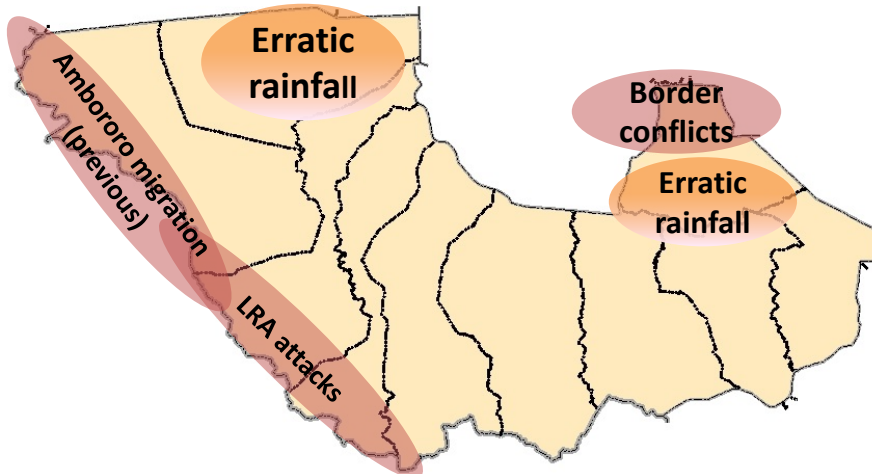 Erratic
rainfall
Border
conflicts
Ambororo migration
(previous)
Erratic
rainfall
LRA attacks